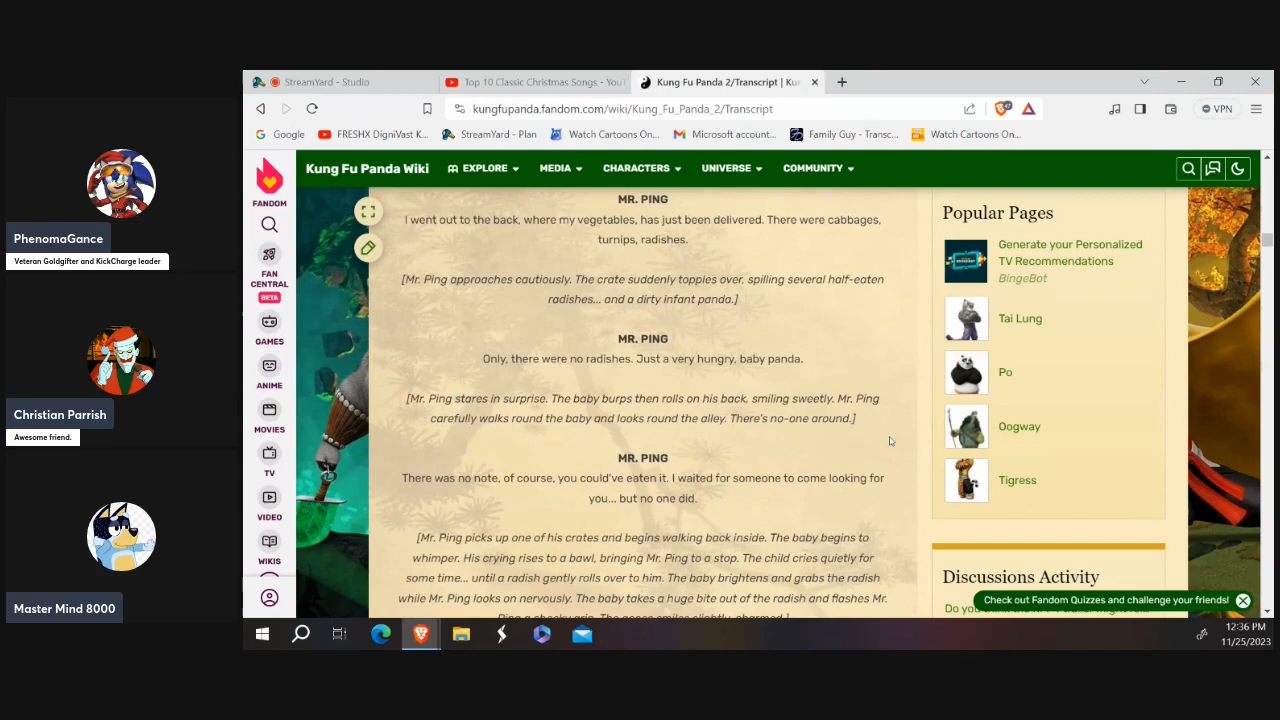 PhenomaGance
Veteran Goldgifter and KickCharge leader
Christian Parrish
Awesome friend.
Master Mind 8000
StreamYard - Studio
Top 10 Classic Christmas Songs - YouT
Kung Fu Panda 2/Transcript | Ku
kungfupanda.fandom.com/wiki/Kung_Fu_Panda_2/Transcript
VPN
Google
FRESHX DigniVast K...
StreamYard - Plan
Watch Cartoons On...
Microsoft account...
Family Guy - Transc...
Watch Cartoons On...
FANDOM
FAN
CENTRAL
BETA
GAMES
ANIME
MOVIES
TV
VIDEO
WIKIS
Kung Fu Panda Wiki
EXPLORE
MEDIA
CHARACTERS
UNIVERSE
COMMUNITY
MR. PING
I went out to the back, where my vegetables, has just been delivered. There were cabbages,
turnips, radishes.
[Mr. Ping approaches cautiously. The crate suddenly topples over, spilling several half-eaten
radishes... and a dirty infant panda.]
MR. PING
Only, there were no radishes. Just a very hungry, baby panda.
[Mr. Ping stares in surprise. The baby burps then rolls on his back, smiling sweetly. Mr. Ping
carefully walks round the baby and looks round the alley. There's no-one around.]
MR. PING
There was no note, of course, you could've eaten it. I waited for someone to come looking for
you... but no one did.
[Mr. Ping picks up one of his crates and begins walking back inside. The baby begins to
whimper. His crying rises to a bawl, bringing Mr. Ping to a stop. The child cries quietly for
some time... until a radish gently rolls over to him. The baby brightens and grabs the radish
while Mr. Ping looks on nervously. The baby takes a huge bite out of the radish and flashes Mr.
Ping a cheeky grin. The goose smiles slightly, charmed.]
Popular Pages
Generate your Personalized
TV Recommendations
BingeBot
Tai Lung
Po
Oogway
Tigress
Discussions Activity
Check out Fandom Quizzes and challenge your friends!
12:36 PM
11/25/2023